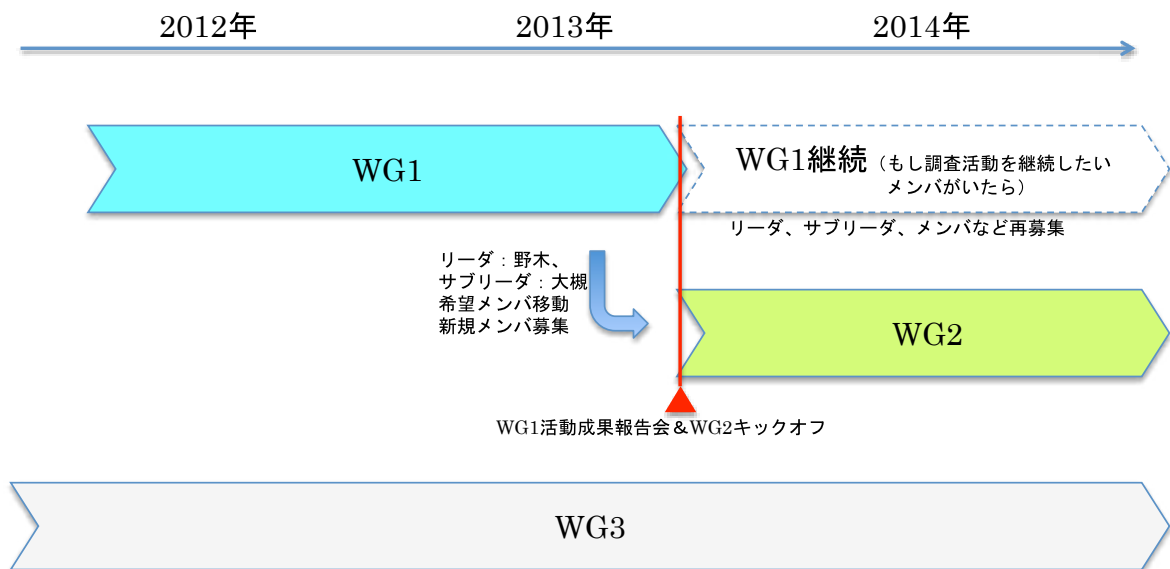 2012年
2013年
2014年
WG1
WG1継続（もし調査活動を継続したい
メンバがいたら）
リーダ、サブリーダ、メンバなど再募集
リーダ：野木、
サブリーダ：大槻
希望メンバ移動
新規メンバ募集
WG2
WG1活動成果報告会＆WG2キックオフ
WG3